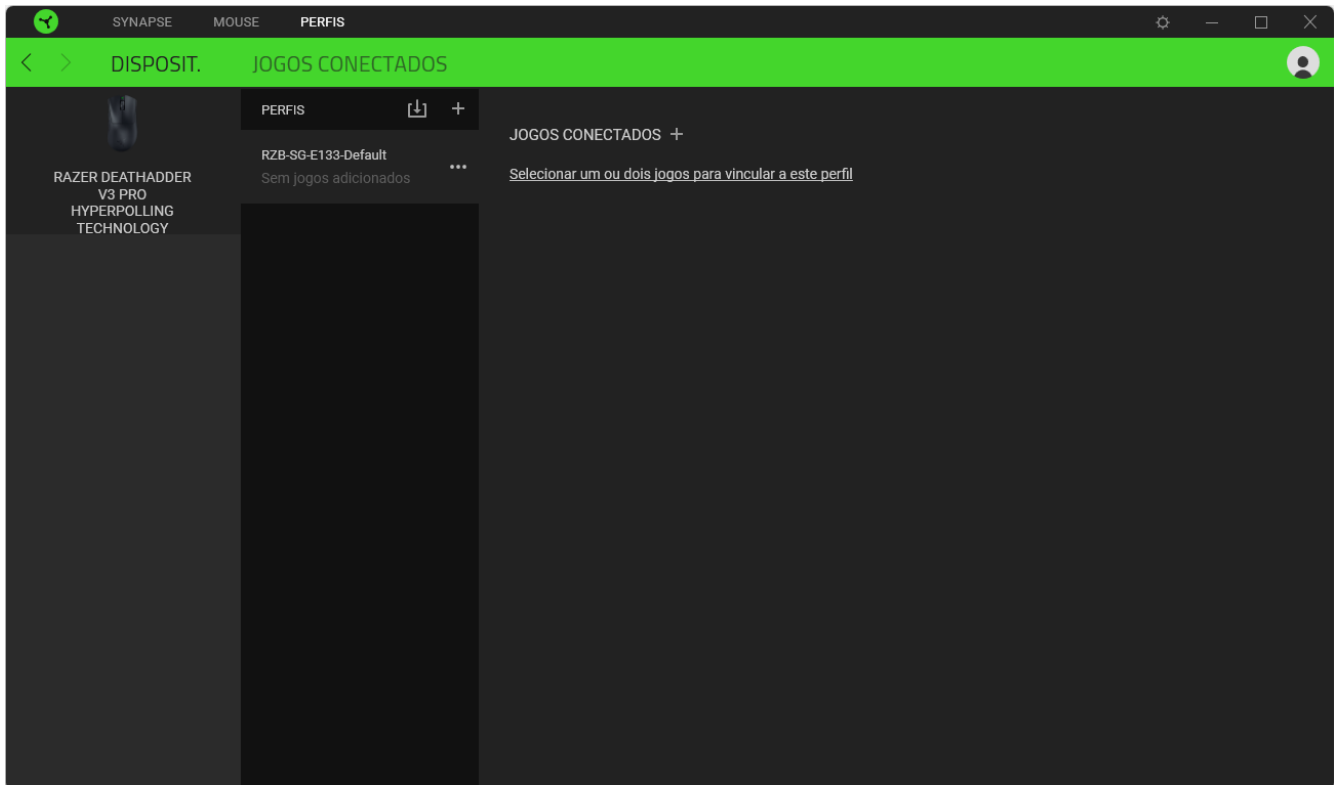 SYNAPSE MOUSE PERFIS
DISPOSIT. JOGOS CONECTADOS
RAZER DEATHADDER
V3 PRO
HYPERPOLLING
TECHNOLOGY
PERFIS
RZB-SG-E133-Default
Sem jogos adicionados
JOGOS CONECTADOS
Selecionar um ou dois jogos para vincular a este perfil